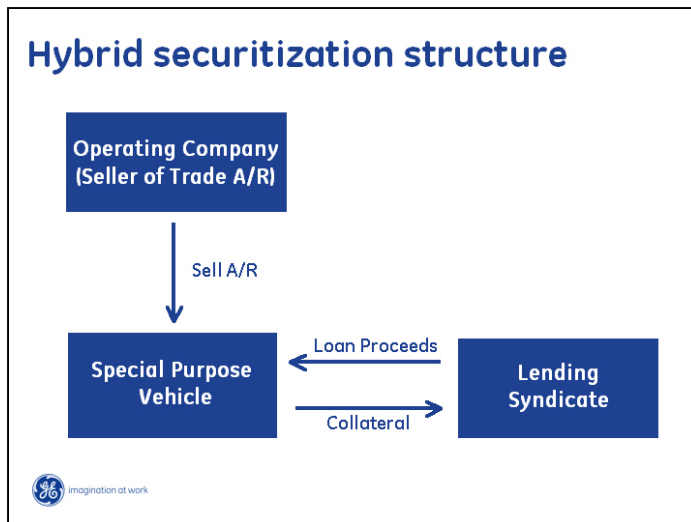 Hybrid securitization structure
Operating Company
(Seller of Trade A/R)
Sell A/R
Special Purpose
Vehicle
Loan Proceeds
Collateral
Lending
Syndicate
GE
imagination at work